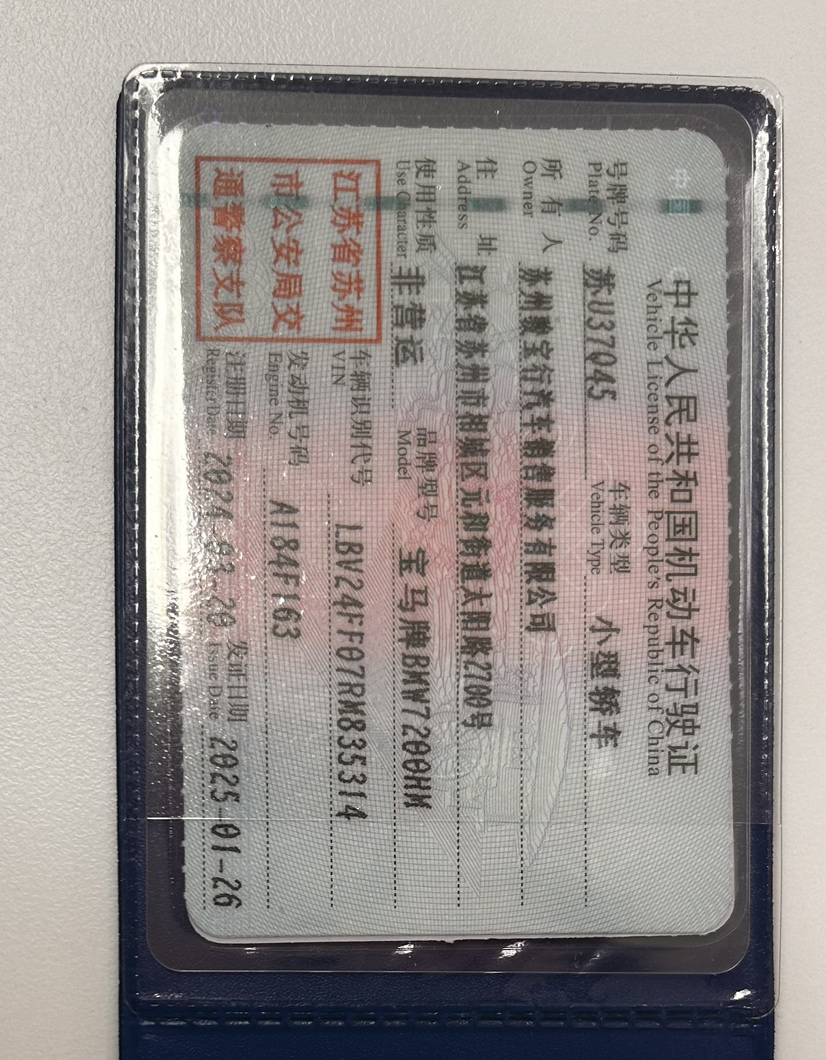 中华人民共和国机动车行驶证
Vehicle License of the People's Republic of China
号牌号码 苏U37Q45 车辆类型 小型轿车
Plate No. Vehicle Type
所有人 苏州骏宝行汽车销售服务有限公司
Owner
住址 江苏省苏州市相城区元和街道太阳路2700号
Address
使用性质 非营运 品牌型号 宝马牌BMW7200HM
Use Character Model
江苏省苏州
市公安局交
通警察支队
车辆识别代号 LBV24FF07RM835314
VIN
发动机号码 A184F163
Engine No.
注册日期 2024-03-20 发证日期 2025-01-26
Register Date Issue Date